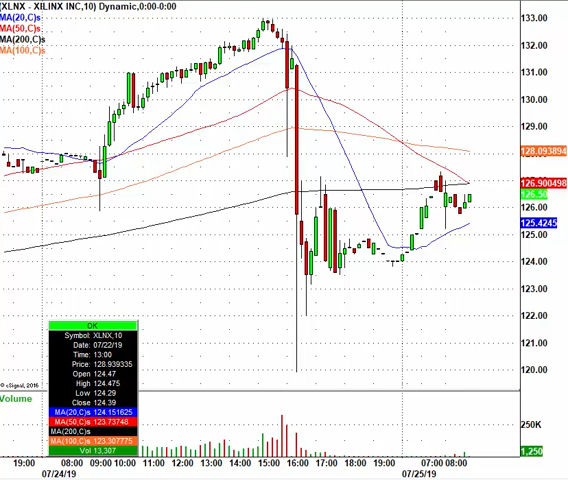 (XLNX - XILINX INC,10) Dynamic,0:00-0:00
MA(20,C)s
MA(50,C)s
MA(200,C)s
MA(100,C)s
133.00
132.00
131.00
130.00
129.00
128.093894
126.900498
126.00
125.4245
125.00
124.00
123.00
122.00
121.00
120.00
OK
Symbol: XLNX,10
Date: 07/22/19
Time: 13:00
Price: 128.939335
Open 124.47
High 124.475
Low 124.29
Close 124.39
MA(20,C)s 124.151625
MA(50,C)s 123.73748
MA(200,C)s
MA(100,C)s 123.307775
Vol 13,307
© eSignal, 2016
Volume
250K
1,250
19:00 08:00 09:00 10:00 11:00 12:00 13:00 14:00 15:00 16:00 17:00 18:00 19:00 07:00 08:00
07/24/19 07/25/19